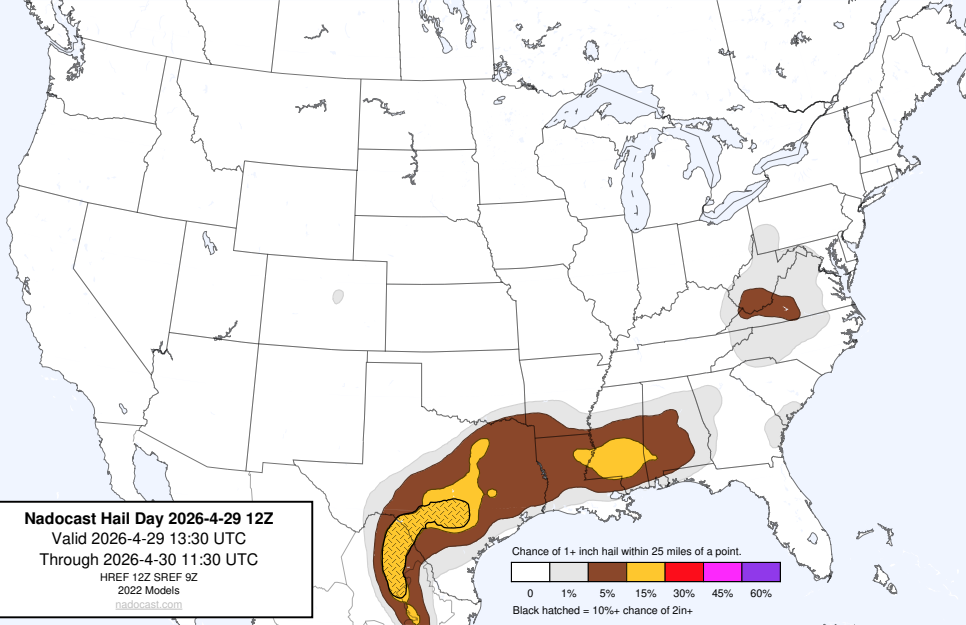 Nadocast Hail Day 2026-4-29 12Z
Valid 2026-4-29 13:30 UTC
Through 2026-4-30 11:30 UTC
HREF 12Z SREF 9Z
2022 Models
nadocast.com
Chance of 1+ inch hail within 25 miles of a point.
0 1% 5% 15% 30% 45% 60%
Black hatched = 10%+ chance of 2in+